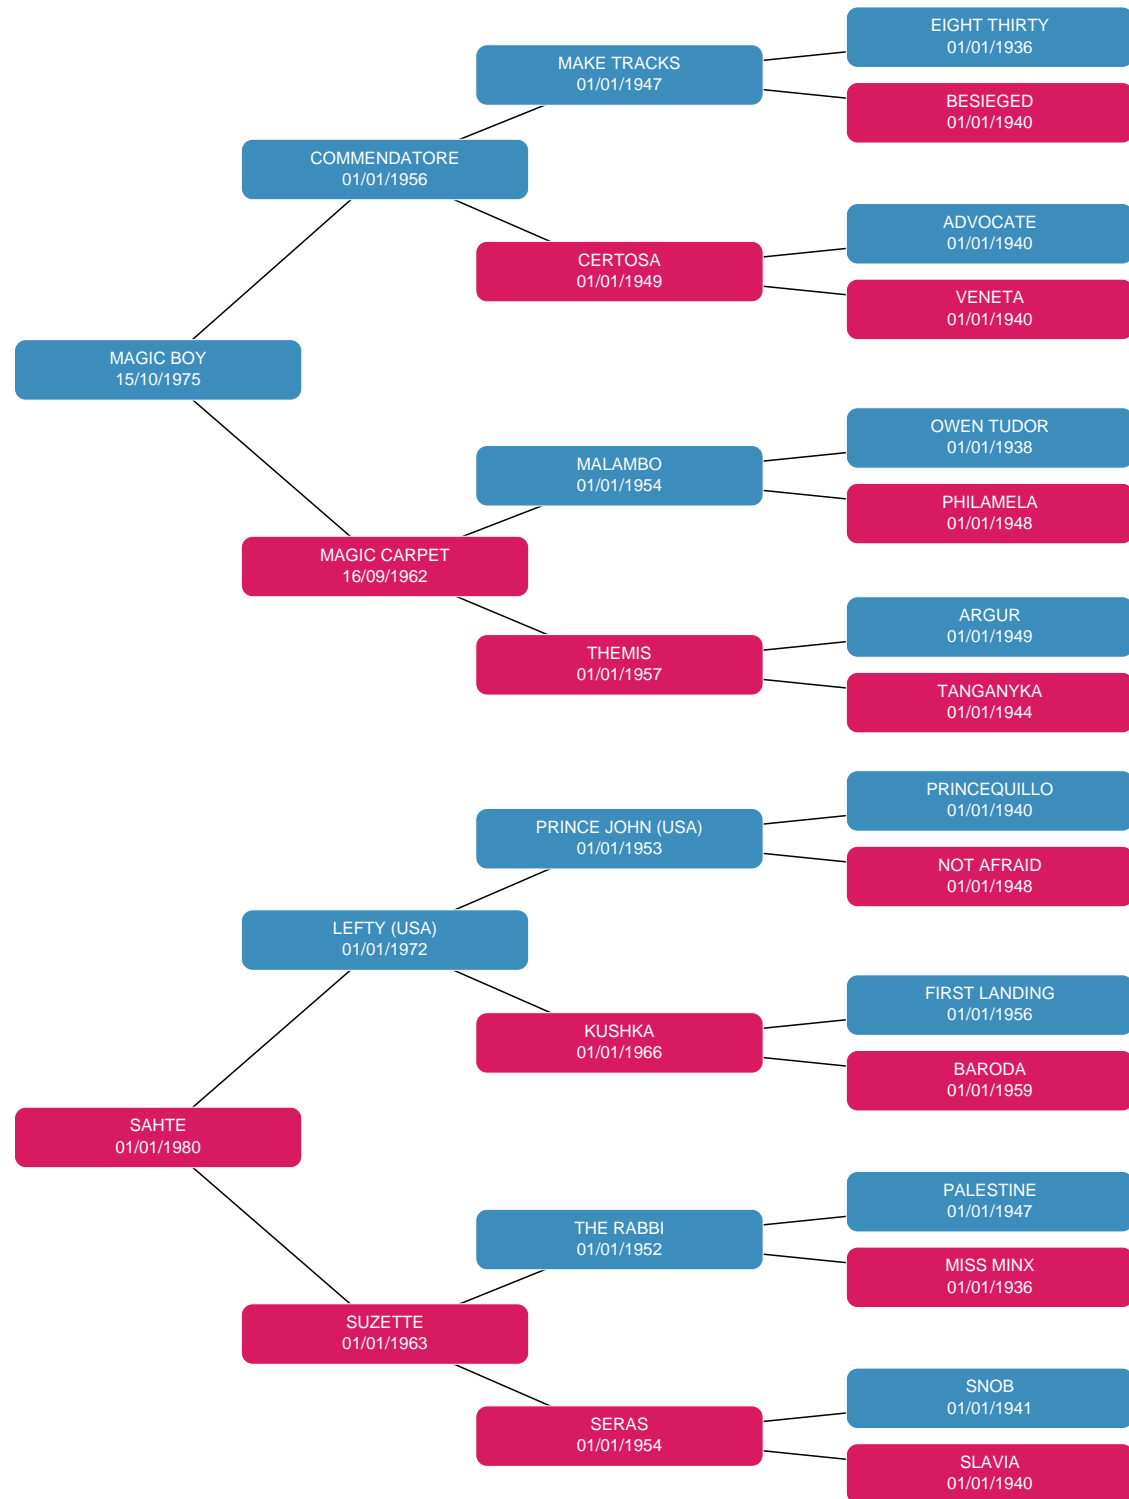 EIGHT THIRTY
01/01/1936
MAKE TRACKS
01/01/1947
BESIEGED
01/01/1940
COMMENDATORE
01/01/1956
ADVOCATE
01/01/1940
CERTOSA
01/01/1949
VENETA
01/01/1940
MAGIC BOY
15/10/1975
OWEN TUDOR
01/01/1938
MALAMBO
01/01/1954
PHILAMELA
01/01/1948
MAGIC CARPET
16/09/1962
ARGUR
01/01/1949
THEMIS
01/01/1957
TANGANYKA
01/01/1944
PRINCEQUILLO
01/01/1940
PRINCE JOHN (USA)
01/01/1953
NOT AFRAID
01/01/1948
LEFTY (USA)
01/01/1972
FIRST LANDING
01/01/1956
KUSHKA
01/01/1966
BARODA
01/01/1959
SAHTE
01/01/1980
PALESTINE
01/01/1947
THE RABBI
01/01/1952
MISS MINX
01/01/1936
SUZETTE
01/01/1963
SNOB
01/01/1941
SERAS
01/01/1954
SLAVIA
01/01/1940